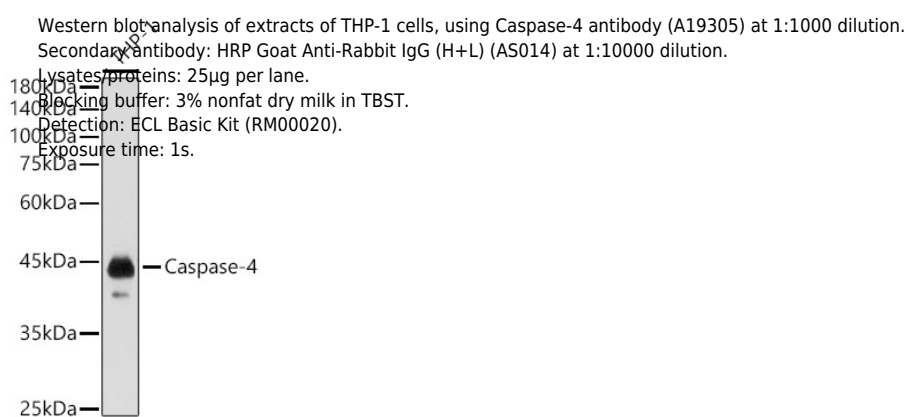 Western blot analysis of extracts of THP-1 cells, using Caspase-4 antibody (A19305) at 1:1000 dilution.
Secondary antibody: HRP Goat Anti-Rabbit IgG (H+L) (AS014) at 1:10000 dilution.
Lysates/proteins: 25μg per lane.
Blocking buffer: 3% nonfat dry milk in TBST.
Detection: ECL Basic Kit (RM00020).
Exposure time: 1s.
THP-1
180kDa
140kDa
100kDa
75kDa
60kDa
45kDa
Caspase-4
35kDa
25kDa